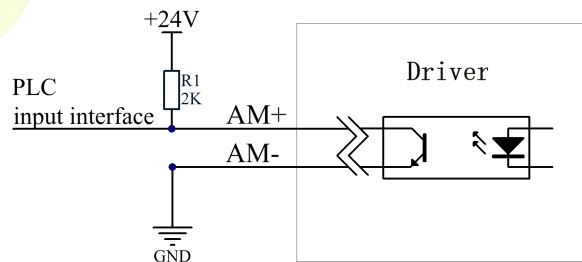 +24V
Driver
R1
2K
PLC
input interface
AM+
AM-
GND